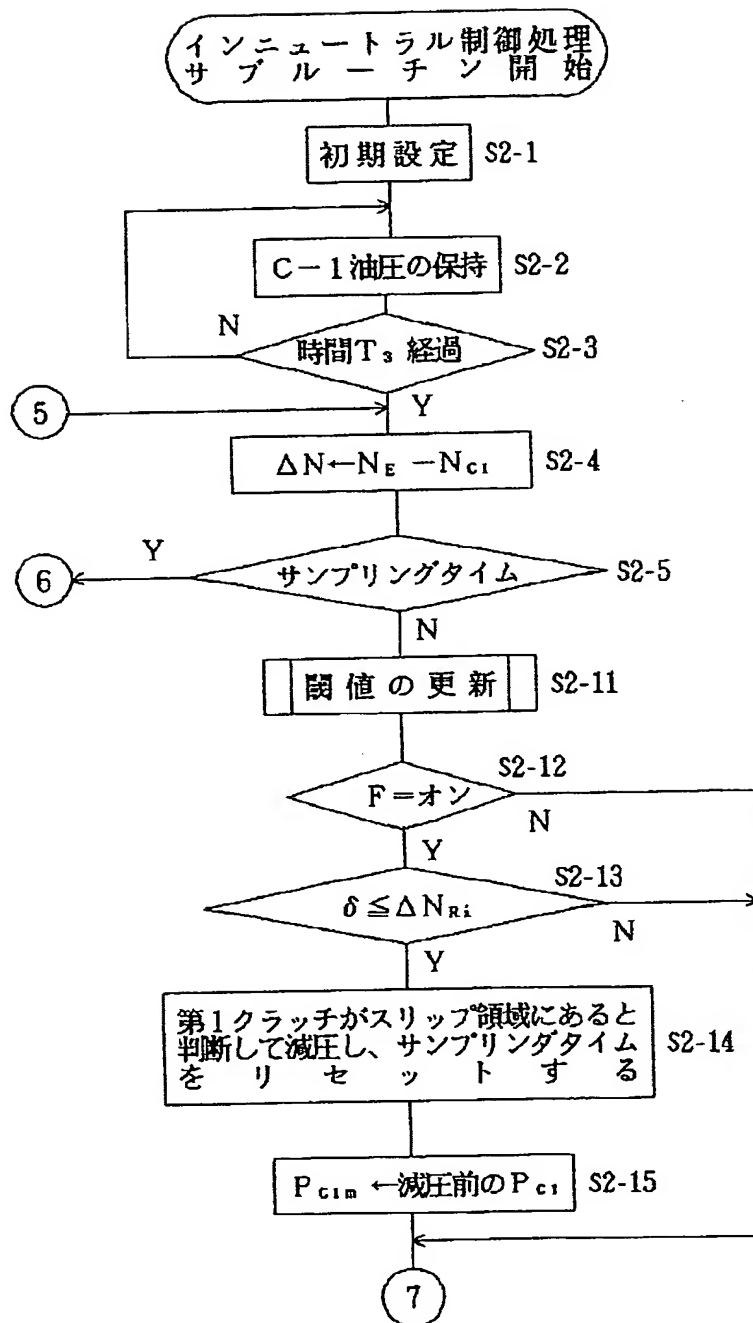 インニュートラル制御処理
サブルーチン開始
初期設定 S2-1
C-1油圧の保持 S2-2
N
時間T₃経過 S2-3
Y
5
ΔN←N_E-N_C1 S2-4
Y
サンプリングタイム S2-5
6
N
閾値の更新 S2-11
S2-12
F=オン
N
Y
S2-13
δ≦ΔN_Ri
N
Y
第1クラッチがスリップ領域にあると
判断して減圧し、サンプリングタイム
をリセットする
S2-14
P_C1m←減圧前のP_C1 S2-15
7